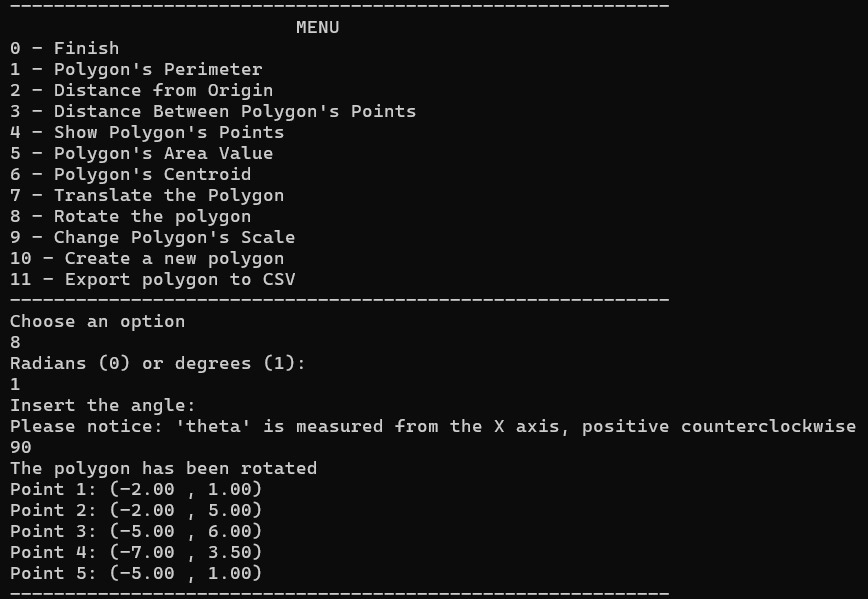 ------------------------------------------------------------
MENU
0 - Finish
1 - Polygon's Perimeter
2 - Distance from Origin
3 - Distance Between Polygon's Points
4 - Show Polygon's Points
5 - Polygon's Area Value
6 - Polygon's Centroid
7 - Translate the Polygon
8 - Rotate the polygon
9 - Change Polygon's Scale
10 - Create a new polygon
11 - Export polygon to CSV
------------------------------------------------------------
Choose an option
8
Radians (0) or degrees (1):
1
Insert the angle:
Please notice: 'theta' is measured from the X axis, positive counterclockwise
90
The polygon has been rotated
Point 1: (-2.00 , 1.00)
Point 2: (-2.00 , 5.00)
Point 3: (-5.00 , 6.00)
Point 4: (-7.00 , 3.50)
Point 5: (-5.00 , 1.00)
------------------------------------------------------------